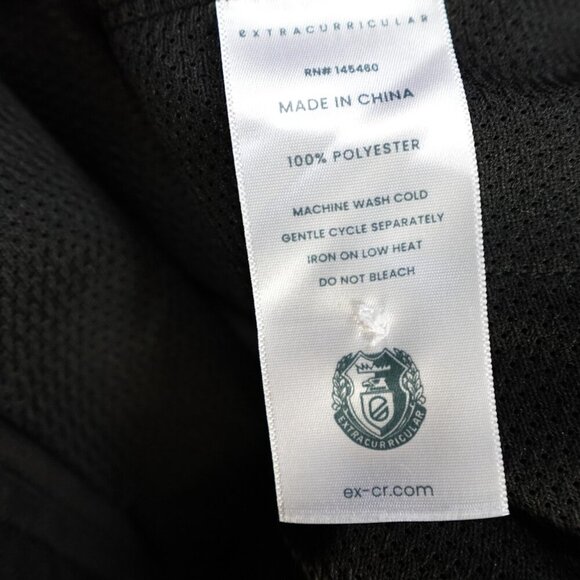 eXTRACURRICULAR
RN# 145460
MADE IN CHINA
100% POLYESTER
MACHINE WASH COLD
GENTLE CYCLE SEPARATELY
IRON ON LOW HEAT
DO NOT BLEACH
EXTRACURRICULAR
ex-cr.com